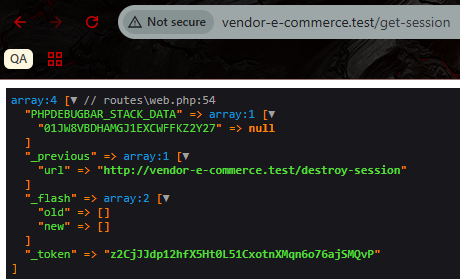 Not secure vendor-e-commerce.test/get-session
QA
array:4 [▼ // routes\web.php:54
  "PHPDEBUGBAR_STACK_DATA" => array:1 [▼
    "01JW8VBDHAMGJ1EXCWFFKZ2Y27" => null
  ]
  "_previous" => array:1 [▼
    "url" => "http://vendor-e-commerce.test/destroy-session"
  ]
  "_flash" => array:2 [▼
    "old" => []
    "new" => []
  ]
  "_token" => "z2CjJJdp12hfX5Ht0L51CxotnXMqn6o76ajSMQvP"
]